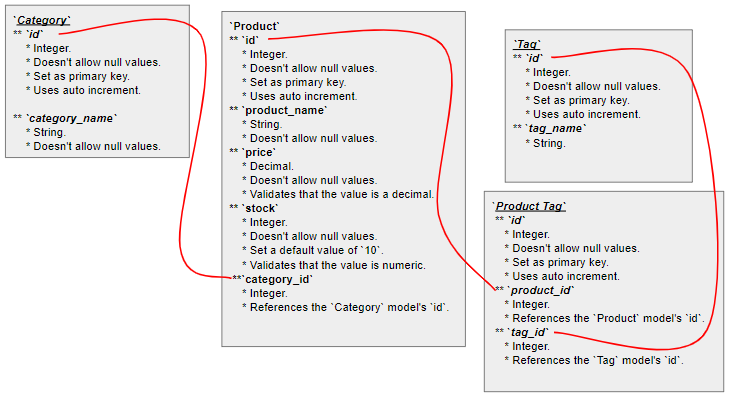 `Category`
** `id`
* Integer.
* Doesn't allow null values.
* Set as primary key.
* Uses auto increment.
** `category_name`
* String.
* Doesn't allow null values.
`Product`
** `id`
* Integer.
* Doesn't allow null values.
* Set as primary key.
* Uses auto increment.
** `product_name`
* String.
* Doesn't allow null values.
** `price`
* Decimal.
* Doesn't allow null values.
* Validates that the value is a decimal.
** `stock`
* Integer.
* Doesn't allow null values.
* Set a default value of `10`.
* Validates that the value is numeric.
**`category_id`
* Integer.
* References the `Category` model's `id`.
`Tag`
** `id`
* Integer.
* Doesn't allow null values.
* Set as primary key.
* Uses auto increment.
** `tag_name`
* String.
`Product Tag`
** `id`
* Integer.
* Doesn't allow null values.
* Set as primary key.
* Uses auto increment.
** `product_id`
* Integer.
* References the `Product` model's `id`.
** `tag_id`
* Integer.
* References the `Tag` model's `id`.